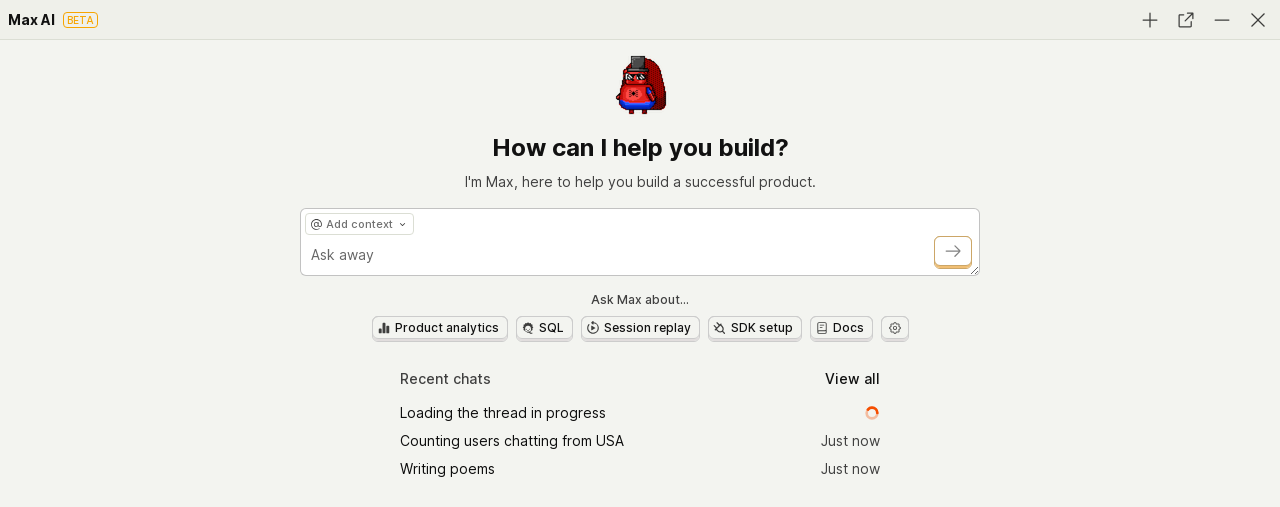 Max AI BETA
How can I help you build?
I'm Max, here to help you build a successful product.
@ Add context
Ask away
Ask Max about...
Product analytics SQL Session replay SDK setup Docs
Recent chats View all
Loading the thread in progress
Counting users chatting from USA Just now
Writing poems Just now